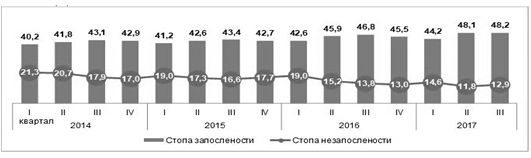 40,2 41,8 43,1 42,9 41,2 42,6 43,4 42,6 42,6 45,9 46,8 45,5 44,2 48,1 48,2
21,3 20,7 17,9 17,0 19,0 17,3 16,6 17,7 19,0 15,2 13,8 13,0 14,6 11,8 12,9
I II III IV I II III IV I II III IV I II III
квартал
2014 2015 2016 2017
Стопа запослености Стопа незапослености